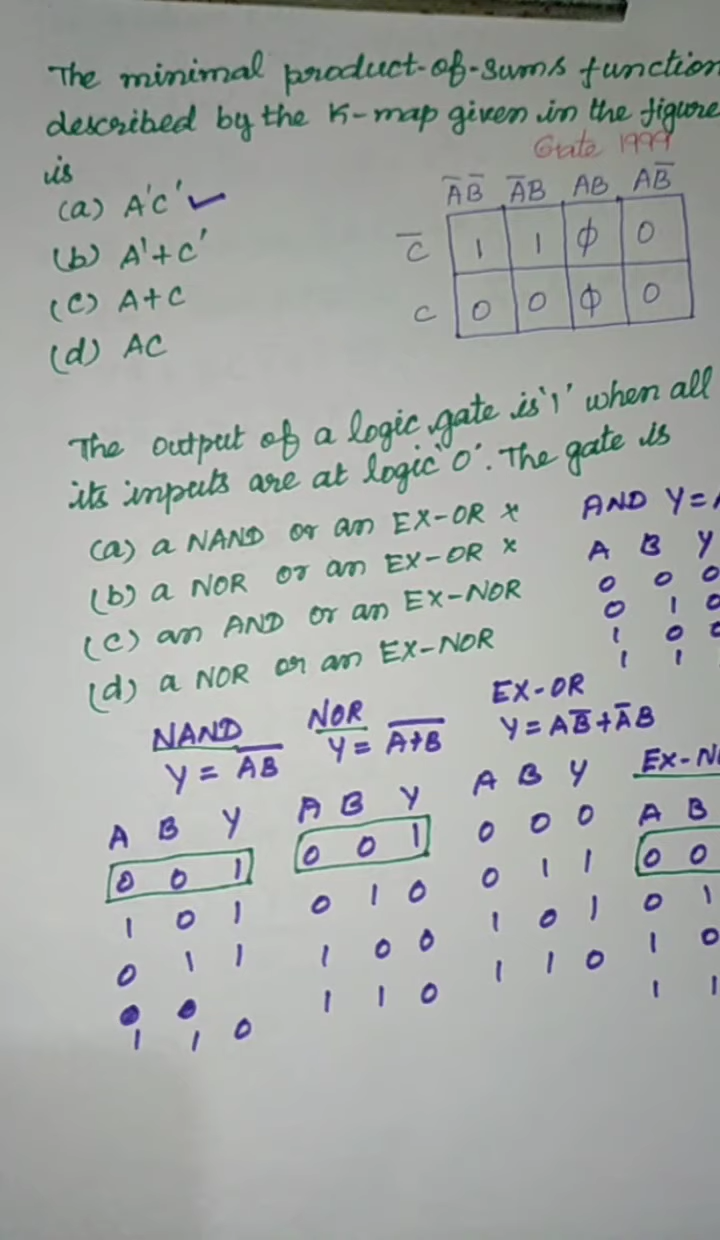 The minimal product-of-sums function
described by the K-map given in the figure
is
Gate 1999
(a) A'C' ✓
(b) A'+C'
(c) A+C
(d) AC
A̅B̅ A̅B AB AB̅
C̅ 1 1 ϕ 0
C 0 0 ϕ 0
The output of a logic gate is '1' when all
its inputs are at logic '0'. The gate is
(a) a NAND or an EX-OR ×
(b) a NOR or an EX-OR ×
(c) an AND or an EX-NOR
(d) a NOR or an EX-NOR
AND Y=
A B Y
0 0 0
0 1 0
1 0 0
1 1
NAND
Y = A̅B̅
A B Y
0 0 1
1 0 1
0 1 1
1 1 0
NOR
Y = A̅+̅B̅
A B Y
0 0 1
0 1 0
1 0 0
1 1 0
EX-OR
Y = AB̅+A̅B
A B Y
0 0 0
0 1 1
1 0 1
1 1 0
A B
0 0
0 1
1 0
1 1